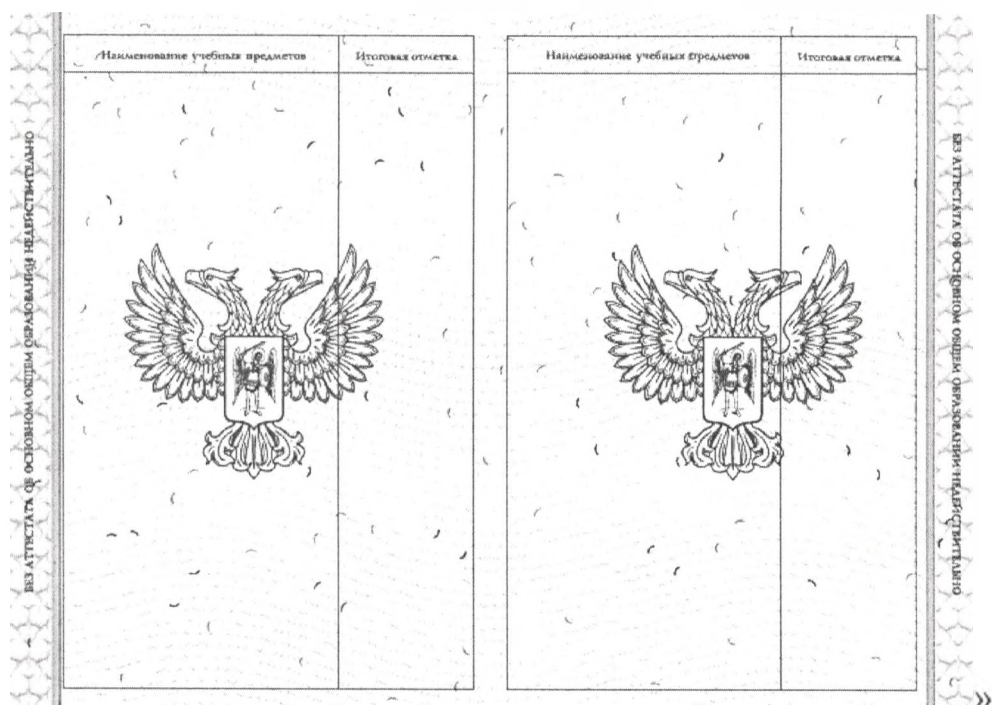 Наименование учебных предметов
Итоговая отметка
Наименование учебных предметов
Итоговая отметка
БЕЗ АТТЕСТАТА ОБ ОСНОВНОМ ОБЩЕМ ОБРАЗОВАНИИ НЕДЕЙСТВИТЕЛЬНО
БЕЗ АТТЕСТАТА ОБ ОСНОВНОМ ОБЩЕМ ОБРАЗОВАНИИ НЕДЕЙСТВИТЕЛЬНО
»